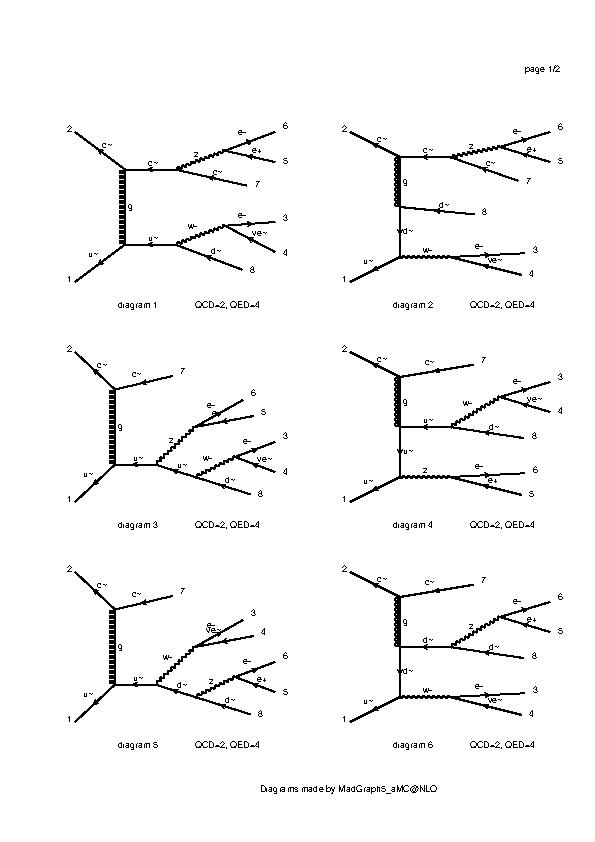 page 1/2
2
c~
c~
z
e-
6
e+
5
c~
7
g
u~
1
u~
w-
e-
3
ve~
4
d~
8
diagram 1 QCD=2, QED=4
2
c~
c~
z
e-
6
e+
5
c~
7
g
d~
8
d~
u~
1
w-
e-
3
ve~
4
diagram 2 QCD=2, QED=4
2
c~
c~
7
g
u~
1
u~
z
e-
6
5
u~
w-
e-
3
ve~
4
d~
8
diagram 3 QCD=2, QED=4
2
c~
c~
7
g
u~
w-
e-
3
ve~
4
d~
8
u~
u~
1
z
e-
6
e+
5
diagram 4 QCD=2, QED=4
2
c~
c~
7
g
u~
1
u~
w-
e-
3
ve~
4
d~
z
e-
6
e+
5
d~
8
diagram 5 QCD=2, QED=4
2
c~
c~
7
g
d~
z
e-
6
e+
5
d~
8
d~
u~
1
w-
e-
3
ve~
4
diagram 6 QCD=2, QED=4
Diagrams made by MadGraph5_aMC@NLO